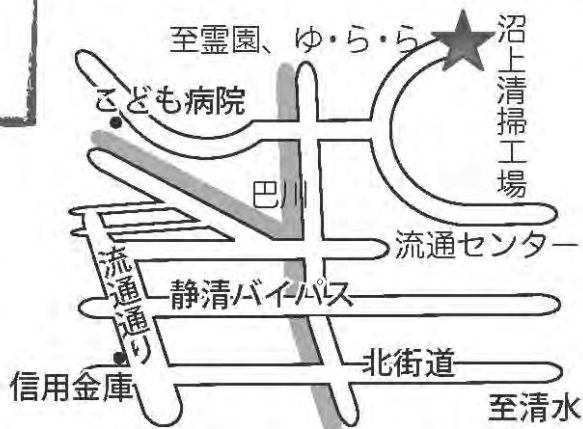 至霊園、ゆ・ら・ら
沼上清掃工場
こども病院
巴川
流通センター
流通通り
静清バイパス
北街道
信用金庫
至清水